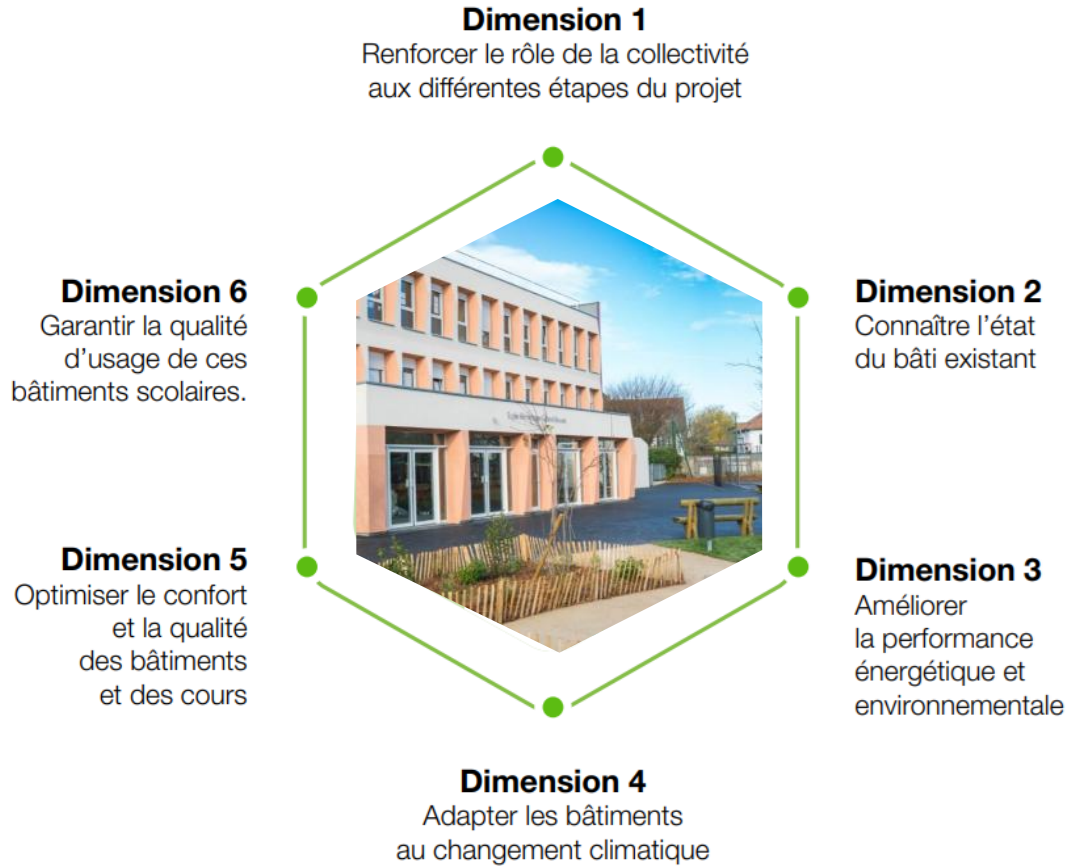 Dimension 1
Renforcer le rôle de la collectivité
aux différentes étapes du projet
Dimension 2
Connaître l’état
du bâti existant
Dimension 3
Améliorer
la performance
énergétique et
environnementale
Dimension 4
Adapter les bâtiments
au changement climatique
Dimension 5
Optimiser le confort
et la qualité
des bâtiments
et des cours
Dimension 6
Garantir la qualité
d’usage de ces
bâtiments scolaires.